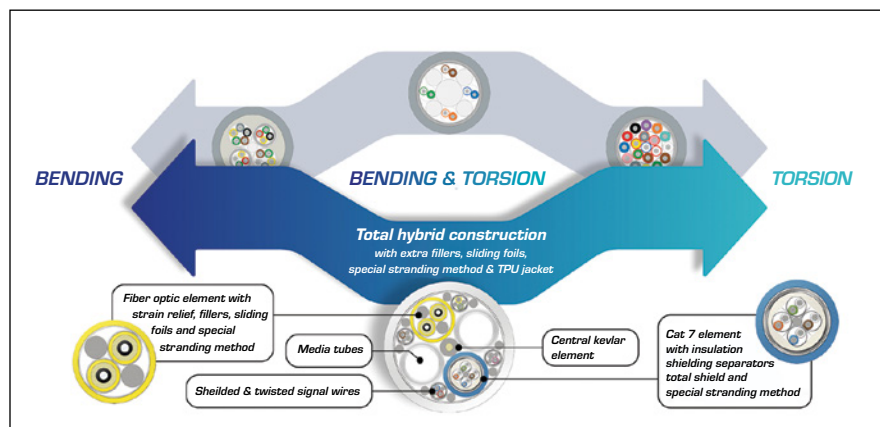 BENDING
BENDING & TORSION
TORSION
Total hybrid construction
with extra fillers, sliding foils,
special stranding method & TPU jacket
Fiber optic element with
strain relief, fillers, sliding
foils and special
stranding method
Media tubes
Sheilded & twisted signal wires
Central kevlar
element
Cat 7 element
with insulation
shielding separators
total shield and
special stranding method